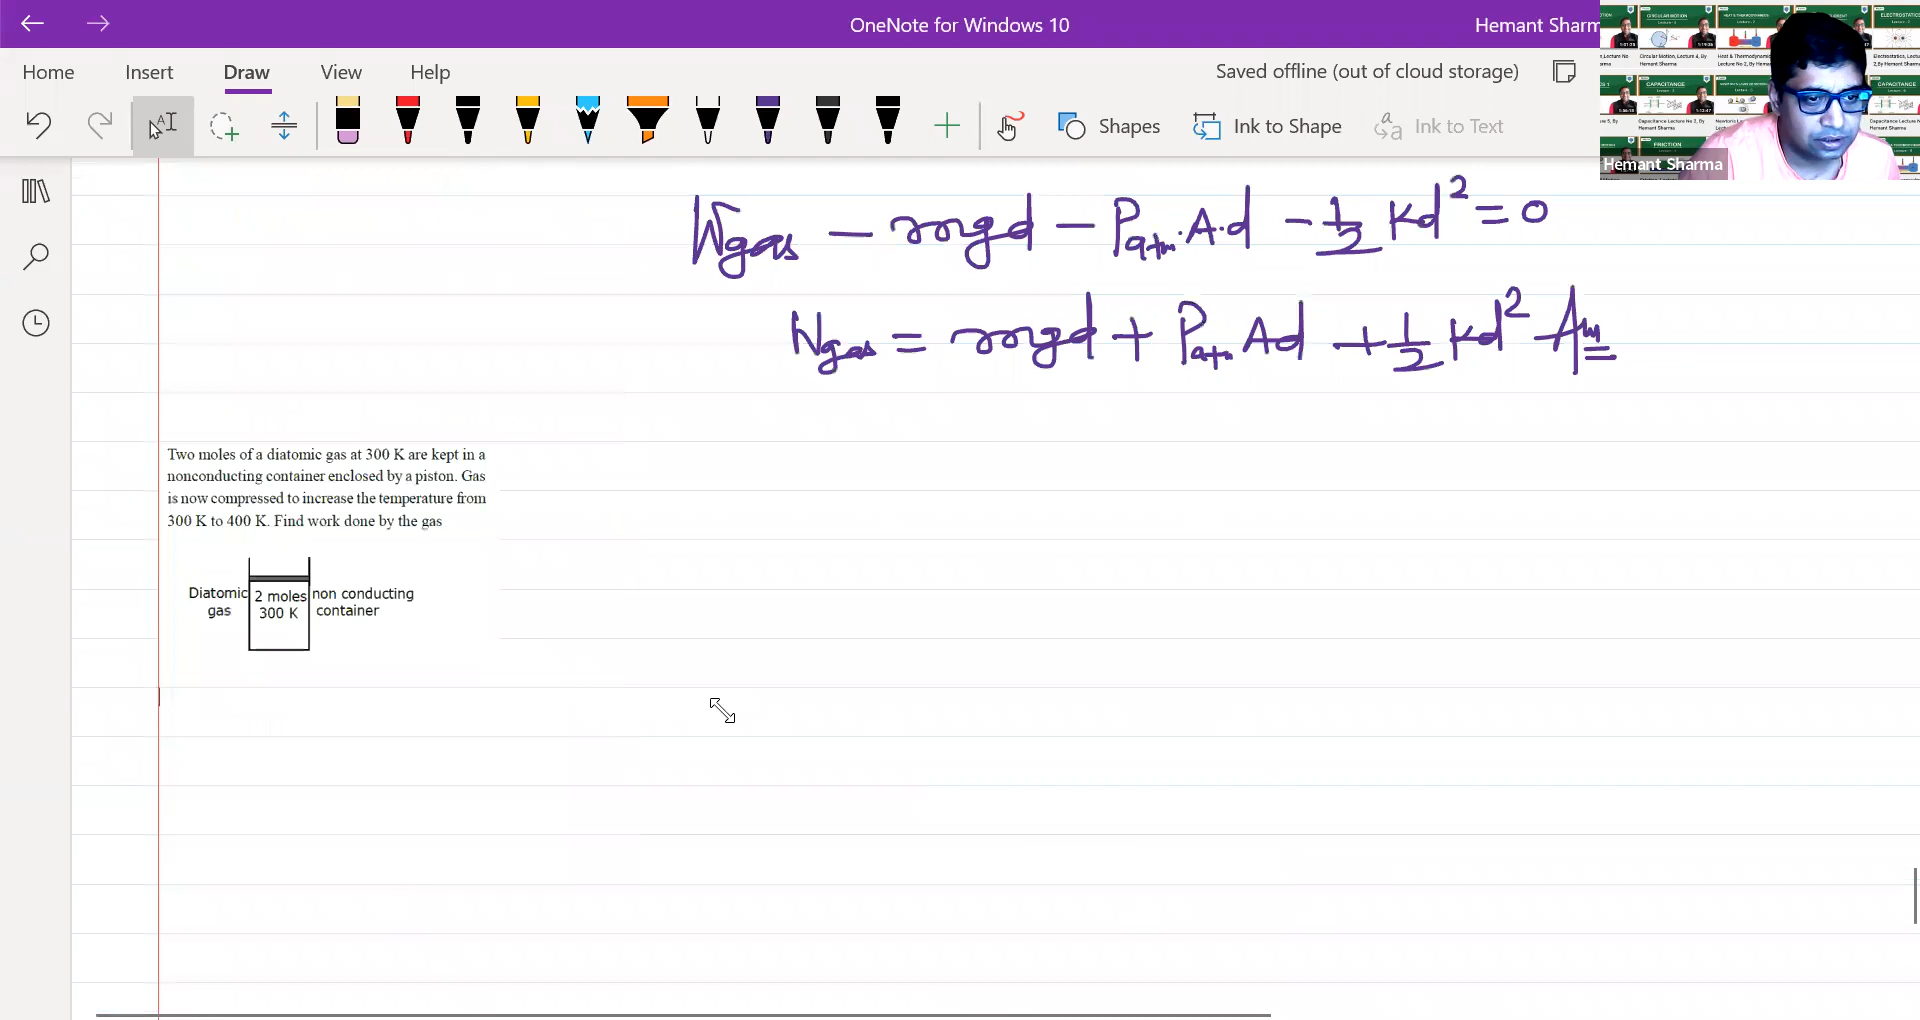 OneNote for Windows 10
Hemant Sharm
Home Insert Draw View Help
Saved offline (out of cloud storage)
Shapes Ink to Shape Ink to Text
Hemant Sharma
Wgas - mgd - Patm.A.d - 1/2 Kd² = 0
Wgas = mgd + Patm Ad + 1/2 Kd² Am
Two moles of a diatomic gas at 300 K are kept in a
nonconducting container enclosed by a piston. Gas
is now compressed to increase the temperature from
300 K to 400 K. Find work done by the gas
Diatomic gas
2 moles
300 K
non conducting
container